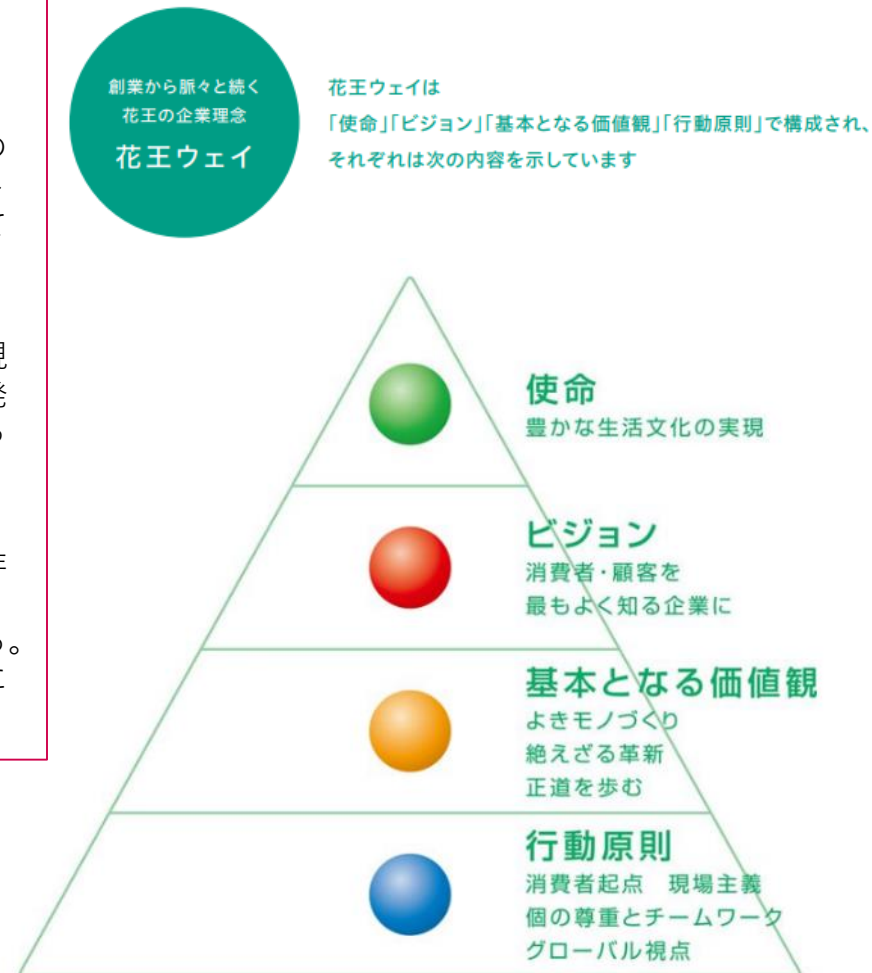 創業から脈々と続く
花王の企業理念
花王ウェイ
花王ウェイは
「使命」「ビジョン」「基本となる価値観」「行動原則」で構成され、
それぞれは次の内容を示しています
使命
豊かな生活文化の実現
ビジョン
消費者・顧客を
最もよく知る企業に
基本となる価値観
よきモノづくり
絶えざる革新
正道を歩む
行動原則
消費者起点　現場主義
個の尊重とチームワーク
グローバル視点